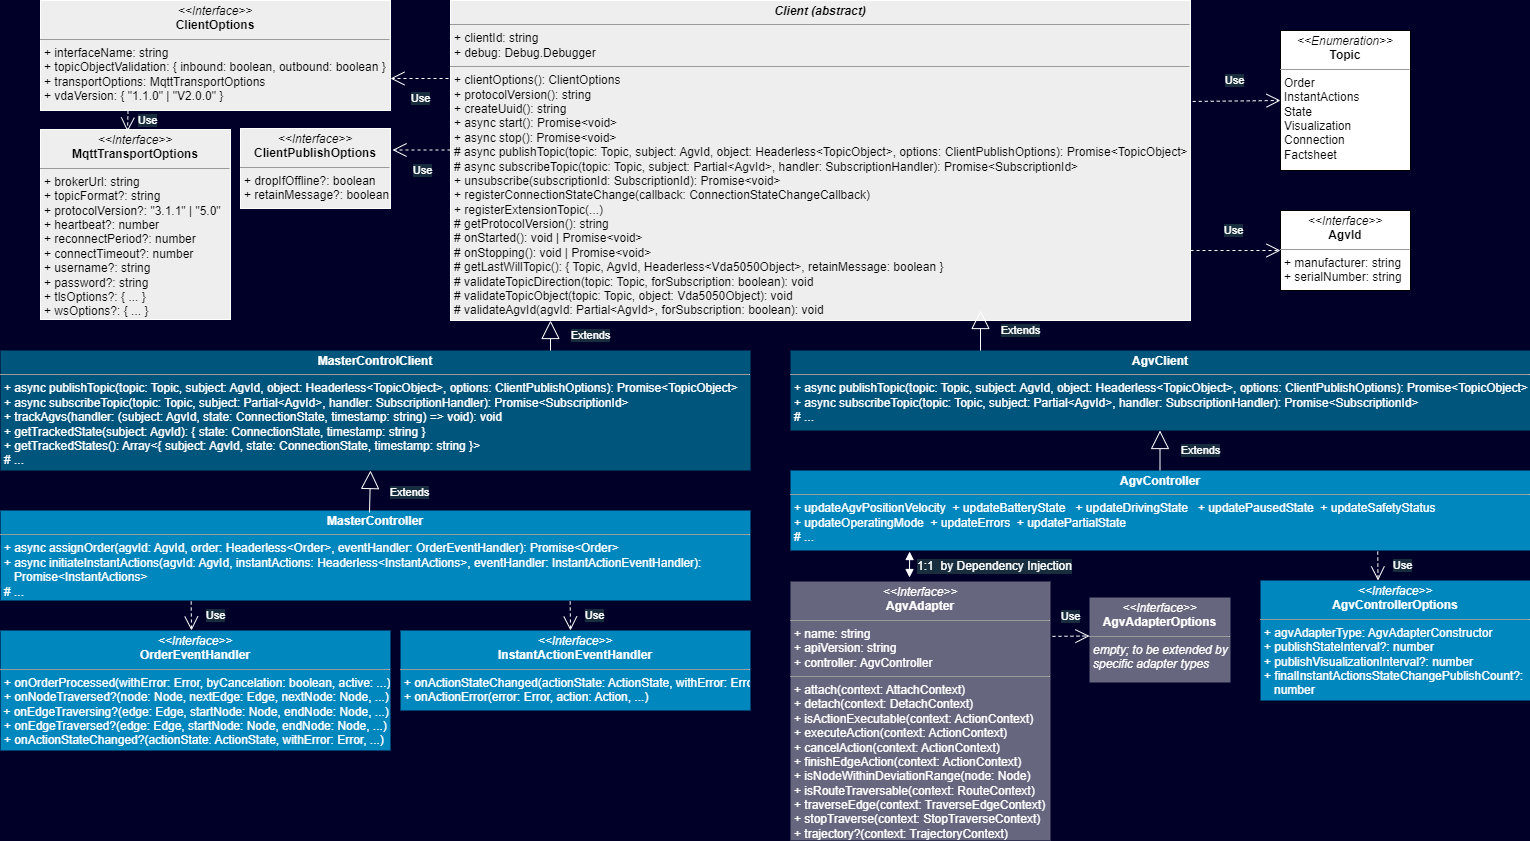 <<Interface>>
ClientOptions
+ interfaceName: string
+ topicObjectValidation: { inbound: boolean, outbound: boolean }
+ transportOptions: MqttTransportOptions
+ vdaVersion: { "1.1.0" | "V2.0.0" }
Use
Use
<<Interface>>
MqttTransportOptions
+ brokerUrl: string
+ topicFormat?: string
+ protocolVersion?: "3.1.1" | "5.0"
+ heartbeat?: number
+ reconnectPeriod?: number
+ connectTimeout?: number
+ username?: string
+ password?: string
+ tlsOptions?: { ... }
+ wsOptions?: { ... }
<<Interface>>
ClientPublishOptions
+ dropIfOffline?: boolean
+ retainMessage?: boolean
Use
Client (abstract)
+ clientId: string
+ debug: Debug.Debugger
+ clientOptions(): ClientOptions
+ protocolVersion(): string
+ createUuid(): string
+ async start(): Promise<void>
+ async stop(): Promise<void>
# async publishTopic(topic: Topic, subject: AgvId, object: Headerless<TopicObject>, options: ClientPublishOptions): Promise<TopicObject>
# async subscribeTopic(topic: Topic, subject: Partial<AgvId>, handler: SubscriptionHandler): Promise<SubscriptionId>
+ unsubscribe(subscriptionId: SubscriptionId): Promise<void>
+ registerConnectionStateChange(callback: ConnectionStateChangeCallback)
+ registerExtensionTopic(...)
# getProtocolVersion(): string
# onStarted(): void | Promise<void>
# onStopping(): void | Promise<void>
# getLastWillTopic(): { Topic, AgvId, Headerless<Vda5050Object>, retainMessage: boolean }
# validateTopicDirection(topic: Topic, forSubscription: boolean): void
# validateTopicObject(topic: Topic, object: Vda5050Object): void
# validateAgvId(agvId: Partial<AgvId>, forSubscription: boolean): void
Use
<<Enumeration>>
Topic
Order
InstantActions
State
Visualization
Connection
Factsheet
Use
<<Interface>>
AgvId
+ manufacturer: string
+ serialNumber: string
Extends
Extends
MasterControlClient
+ async publishTopic(topic: Topic, subject: AgvId, object: Headerless<TopicObject>, options: ClientPublishOptions): Promise<TopicObject>
+ async subscribeTopic(topic: Topic, subject: Partial<AgvId>, handler: SubscriptionHandler): Promise<SubscriptionId>
+ trackAgvs(handler: (subject: AgvId, state: ConnectionState, timestamp: string) => void): void
+ getTrackedState(subject: AgvId): { state: ConnectionState, timestamp: string }
+ getTrackedStates(): Array<{ subject: AgvId, state: ConnectionState, timestamp: string }>
# ...
Extends
MasterController
+ async assignOrder(agvId: AgvId, order: Headerless<Order>, eventHandler: OrderEventHandler): Promise<Order>
+ async initiateInstantActions(agvId: AgvId, instantActions: Headerless<InstantActions>, eventHandler: InstantActionEventHandler):
Promise<InstantActions>
# ...
Use
Use
<<Interface>>
OrderEventHandler
+ onOrderProcessed(withError: Error, byCancelation: boolean, active: ...)
+ onNodeTraversed?(node: Node, nextEdge: Edge, nextNode: Node, ...)
+ onEdgeTraversing?(edge: Edge, startNode: Node, endNode: Node, ...)
+ onEdgeTraversed?(edge: Edge, startNode: Node, endNode: Node, ...)
+ onActionStateChanged?(actionState: ActionState, withError: Error, ...)
<<Interface>>
InstantActionEventHandler
+ onActionStateChanged(actionState: ActionState, withError: Erro
+ onActionError(error: Error, action: Action, ...)
AgvClient
+ async publishTopic(topic: Topic, subject: AgvId, object: Headerless<TopicObject>, options: ClientPublishOptions): Promise<TopicObject>
+ async subscribeTopic(topic: Topic, subject: Partial<AgvId>, handler: SubscriptionHandler): Promise<SubscriptionId>
# ...
Extends
AgvController
+ updateAgvPositionVelocity + updateBatteryState + updateDrivingState + updatePausedState + updateSafetyStatus
+ updateOperatingMode + updateErrors + updatePartialState
# ...
1:1 by Dependency Injection
Use
<<Interface>>
AgvAdapter
+ name: string
+ apiVersion: string
+ controller: AgvController
+ attach(context: AttachContext)
+ detach(context: DetachContext)
+ isActionExecutable(context: ActionContext)
+ executeAction(context: ActionContext)
+ cancelAction(context: ActionContext)
+ finishEdgeAction(context: ActionContext)
+ isNodeWithinDeviationRange(node: Node)
+ isRouteTraversable(context: RouteContext)
+ traverseEdge(context: TraverseEdgeContext)
+ stopTraverse(context: StopTraverseContext)
+ trajectory?(context: TrajectoryContext)
Use
<<Interface>>
AgvAdapterOptions
empty; to be extended by
specific adapter types
<<Interface>>
AgvControllerOptions
+ agvAdapterType: AgvAdapterConstructor
+ publishStateInterval?: number
+ publishVisualizationInterval?: number
+ finalInstantActionsStateChangePublishCount?:
number